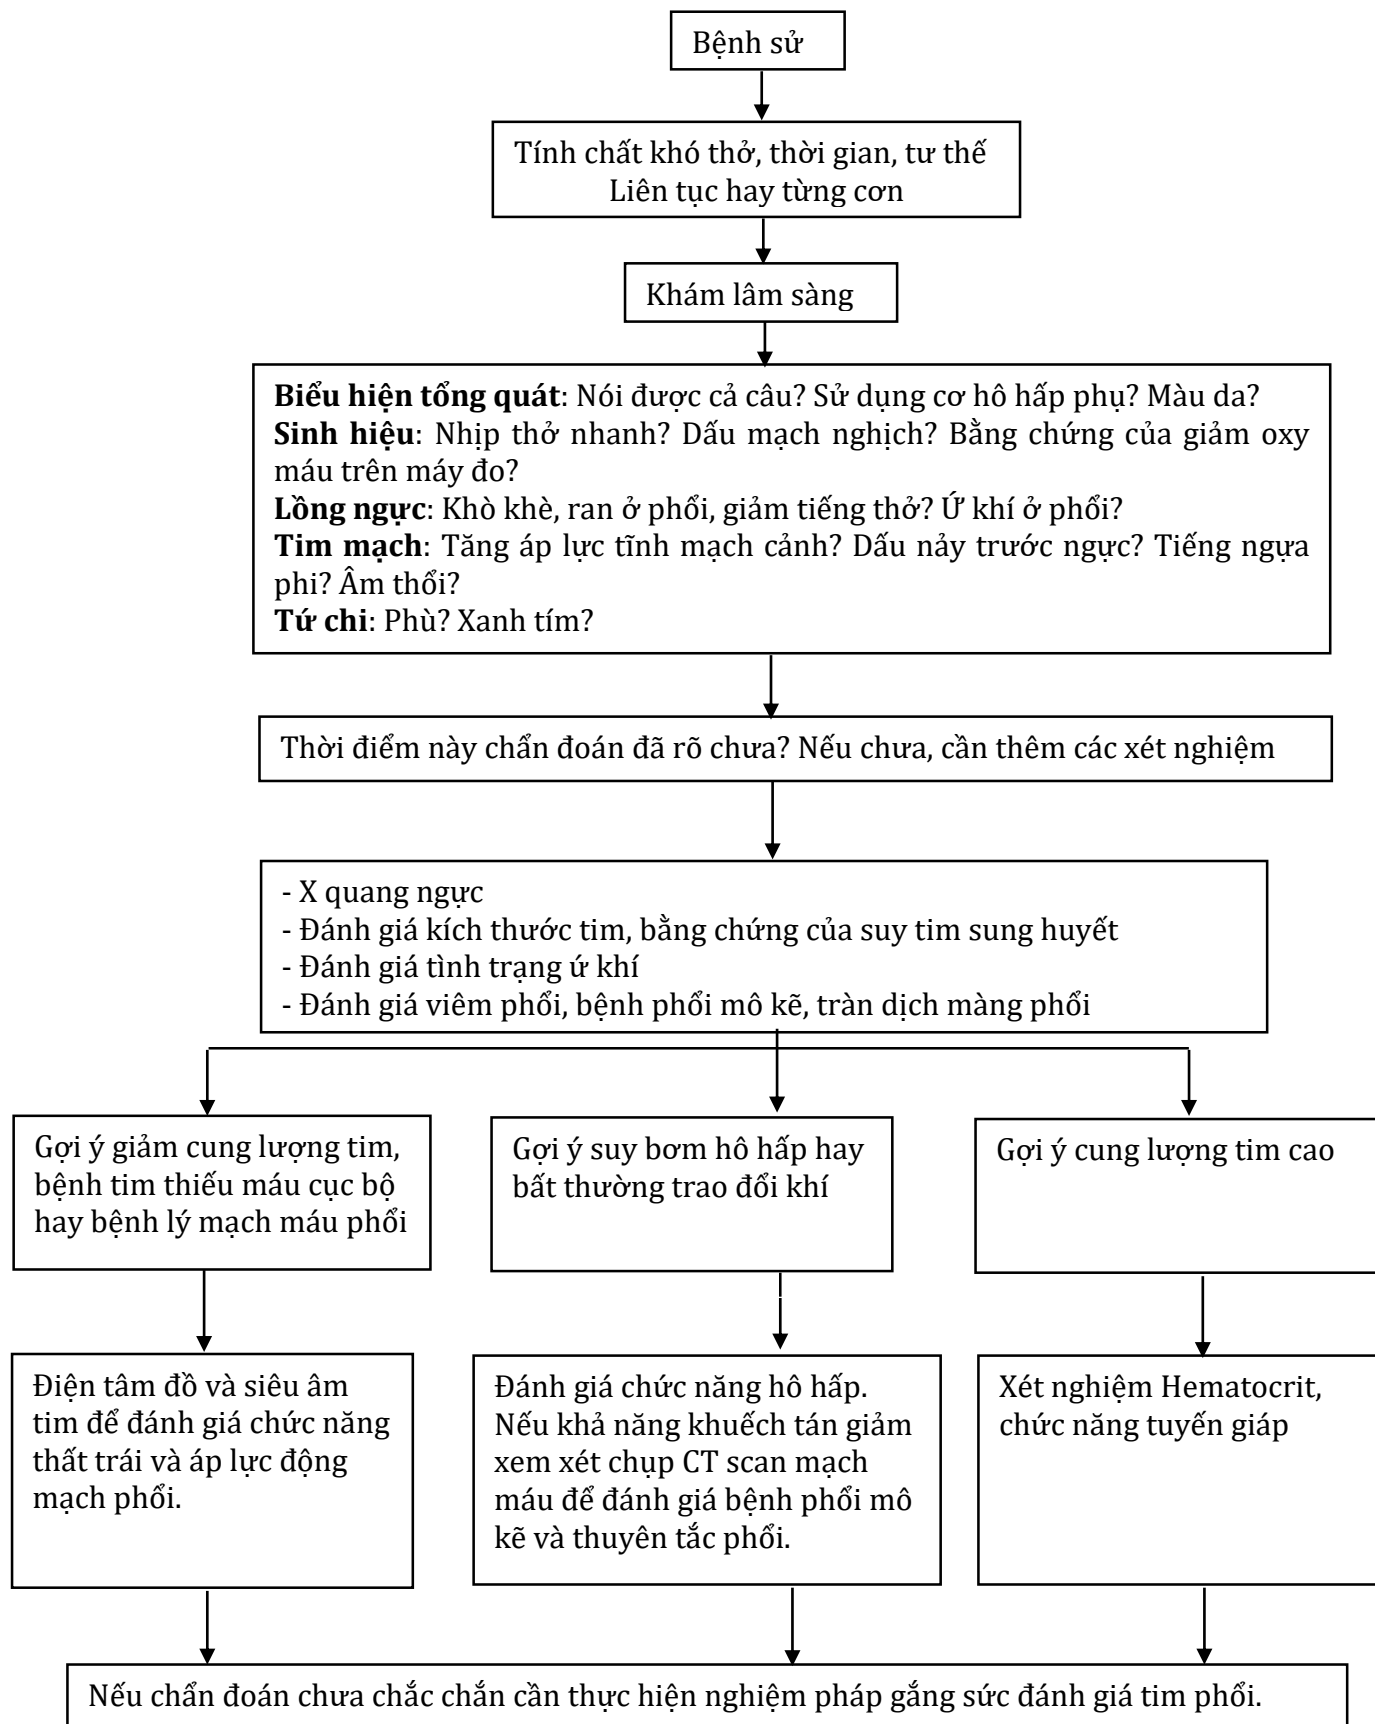 Bệnh sử
Tính chất khó thở, thời gian, tư thế
Liên tục hay từng cơn
Khám lâm sàng
Biểu hiện tổng quát: Nói được cả câu? Sử dụng cơ hô hấp phụ? Màu da?
Sinh hiệu: Nhịp thở nhanh? Dấu mạch nghịch? Bằng chứng của giảm oxy
máu trên máy đo?
Lồng ngực: Khò khè, ran ở phổi, giảm tiếng thở? Ứ khí ở phổi?
Tim mạch: Tăng áp lực tĩnh mạch cảnh? Dấu nảy trước ngực? Tiếng ngựa
phi? Âm thổi?
Tứ chi: Phù? Xanh tím?
Thời điểm này chẩn đoán đã rõ chưa? Nếu chưa, cần thêm các xét nghiệm
- X quang ngực
- Đánh giá kích thước tim, bằng chứng của suy tim sung huyết
- Đánh giá tình trạng ứ khí
- Đánh giá viêm phổi, bệnh phổi mô kẽ, tràn dịch màng phổi
Gợi ý giảm cung lượng tim,
bệnh tim thiếu máu cục bộ
hay bệnh lý mạch máu phổi
Gợi ý suy bơm hô hấp hay
bất thường trao đổi khí
Gợi ý cung lượng tim cao
Điện tâm đồ và siêu âm
tim để đánh giá chức năng
thất trái và áp lực động
mạch phổi.
Đánh giá chức năng hô hấp.
Nếu khả năng khuếch tán giảm
xem xét chụp CT scan mạch
máu để đánh giá bệnh phổi mô
kẽ và thuyên tắc phổi.
Xét nghiệm Hematocrit,
chức năng tuyến giáp
Nếu chẩn đoán chưa chắc chắn cần thực hiện nghiệm pháp gắng sức đánh giá tim phổi.